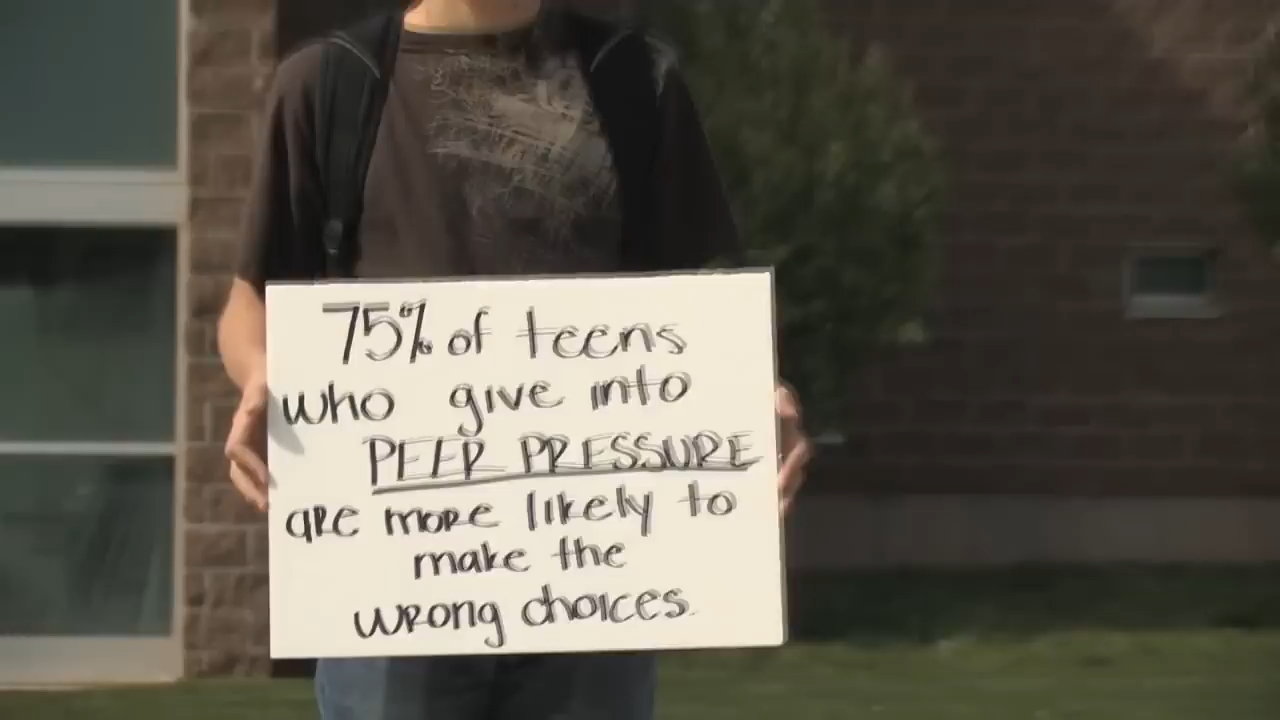 75% of teens
who give into
PEER PRESSURE
are more likely to
make the
wrong choices.